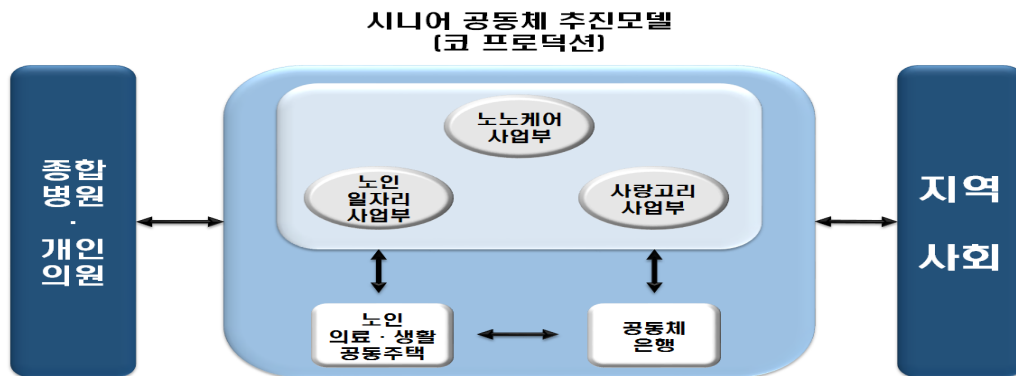 시니어 공동체 추진모델
(코 프로덕션)
종합
병원
·
개인
의원
노노케어
사업부
노인
일자리
사업부
사랑고리
사업부
노인
의료·생활
공동주택
공동체
은행
지역
사회